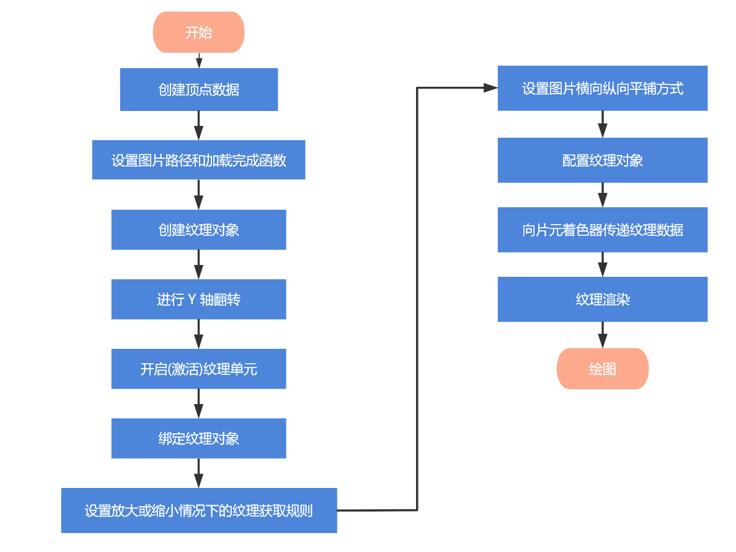 开始
创建顶点数据
设置图片路径和加载完成函数
创建纹理对象
进行 Y 轴翻转
开启(激活)纹理单元
绑定纹理对象
设置放大或缩小情况下的纹理获取规则
设置图片横向纵向平铺方式
配置纹理对象
向片元着色器传递纹理数据
纹理渲染
绘图